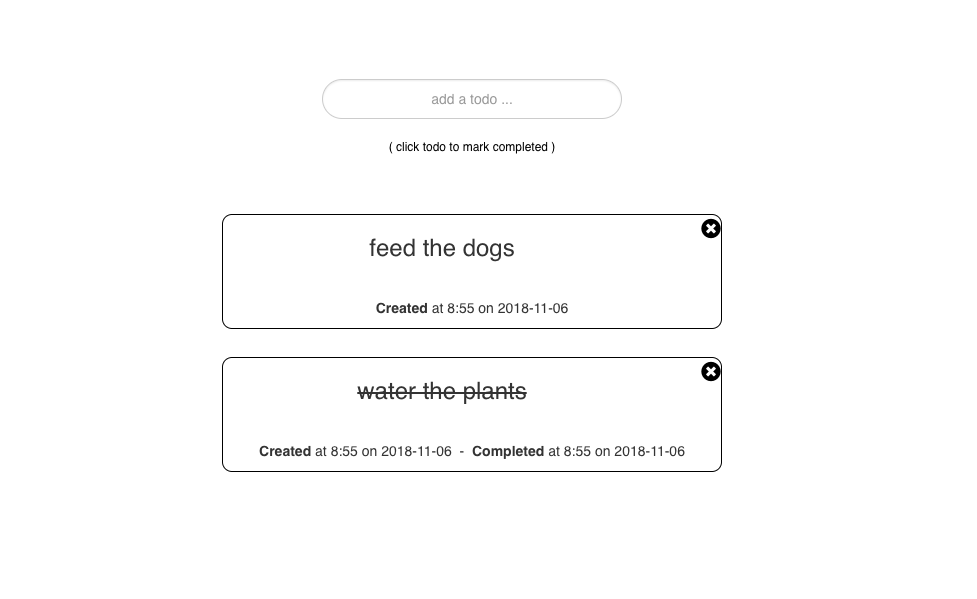 add a todo ...
( click todo to mark completed )
feed the dogs
Created at 8:55 on 2018-11-06
water the plants
Created at 8:55 on 2018-11-06 - Completed at 8:55 on 2018-11-06